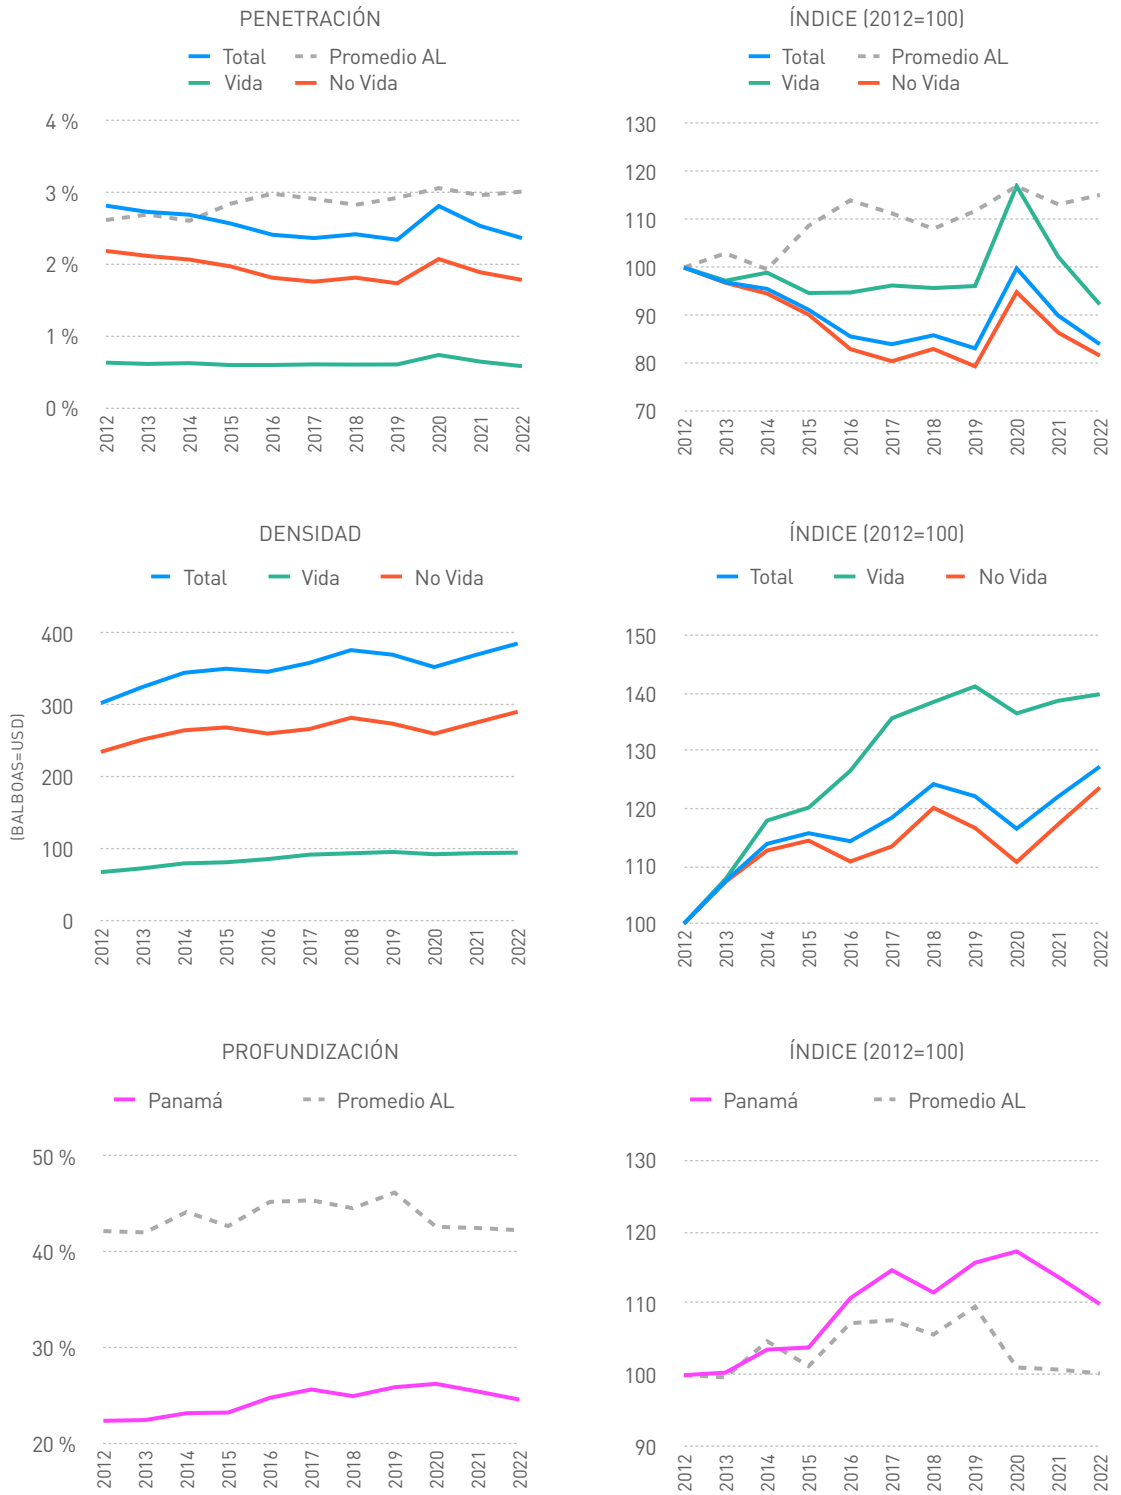 PENETRACIÓN
Total Promedio AL
Vida No Vida
4 %
3 %
2 %
1 %
0 %
2012 2013 2014 2015 2016 2017 2018 2019 2020 2021 2022
ÍNDICE (2012=100)
Total Promedio AL
Vida No Vida
130
120
110
100
90
80
70
2012 2013 2014 2015 2016 2017 2018 2019 2020 2021 2022
DENSIDAD
Total Vida No Vida
(BALBOAS=USD)
400
300
200
100
0
2012 2013 2014 2015 2016 2017 2018 2019 2020 2021 2022
ÍNDICE (2012=100)
Total Vida No Vida
150
140
130
120
110
100
2012 2013 2014 2015 2016 2017 2018 2019 2020 2021 2022
PROFUNDIZACIÓN
Panamá Promedio AL
50 %
40 %
30 %
20 %
2012 2013 2014 2015 2016 2017 2018 2019 2020 2021 2022
ÍNDICE (2012=100)
Panamá Promedio AL
130
120
110
100
90
2012 2013 2014 2015 2016 2017 2018 2019 2020 2021 2022